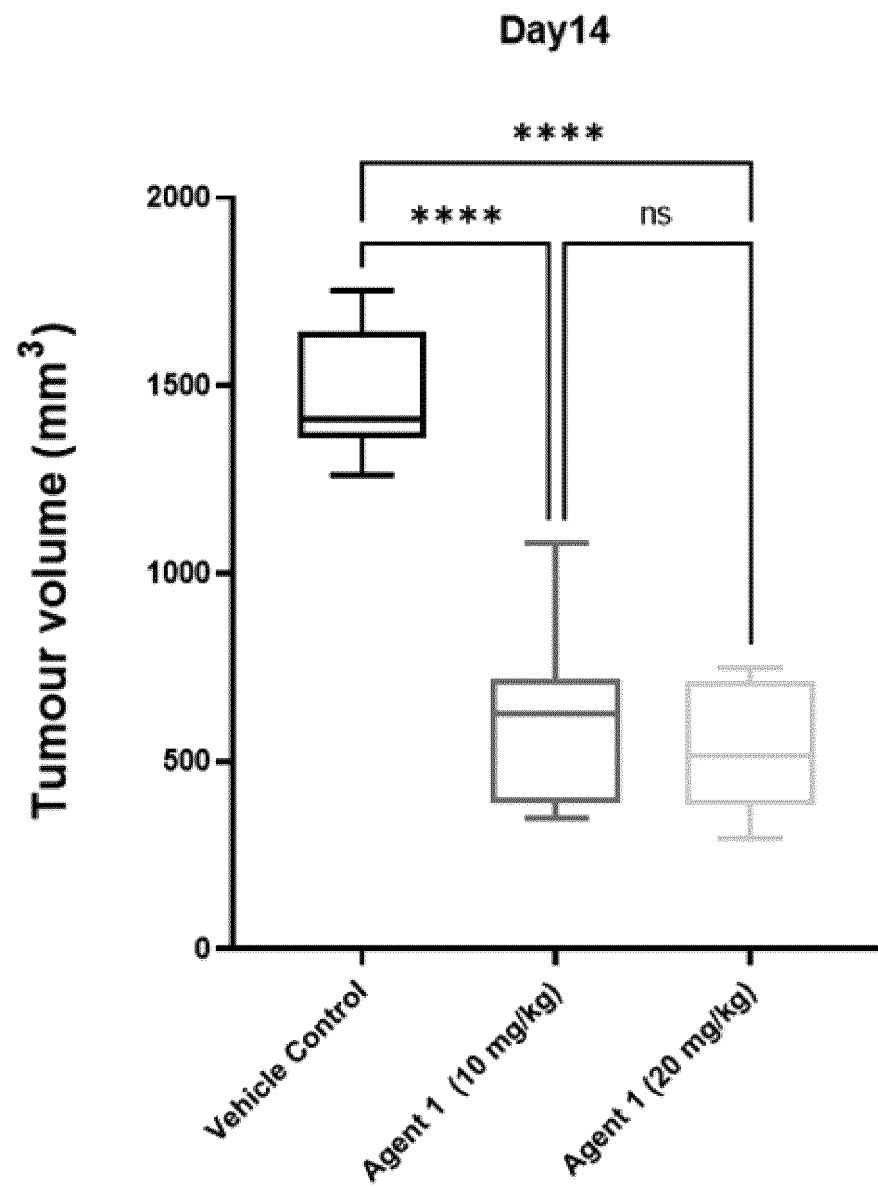 Day14
****
****
ns
Tumour volume (mm³)
2000
1500
1000
500
0
Vehicle Control
Agent 1 (10 mg/kg)
Agent 1 (20 mg/kg)